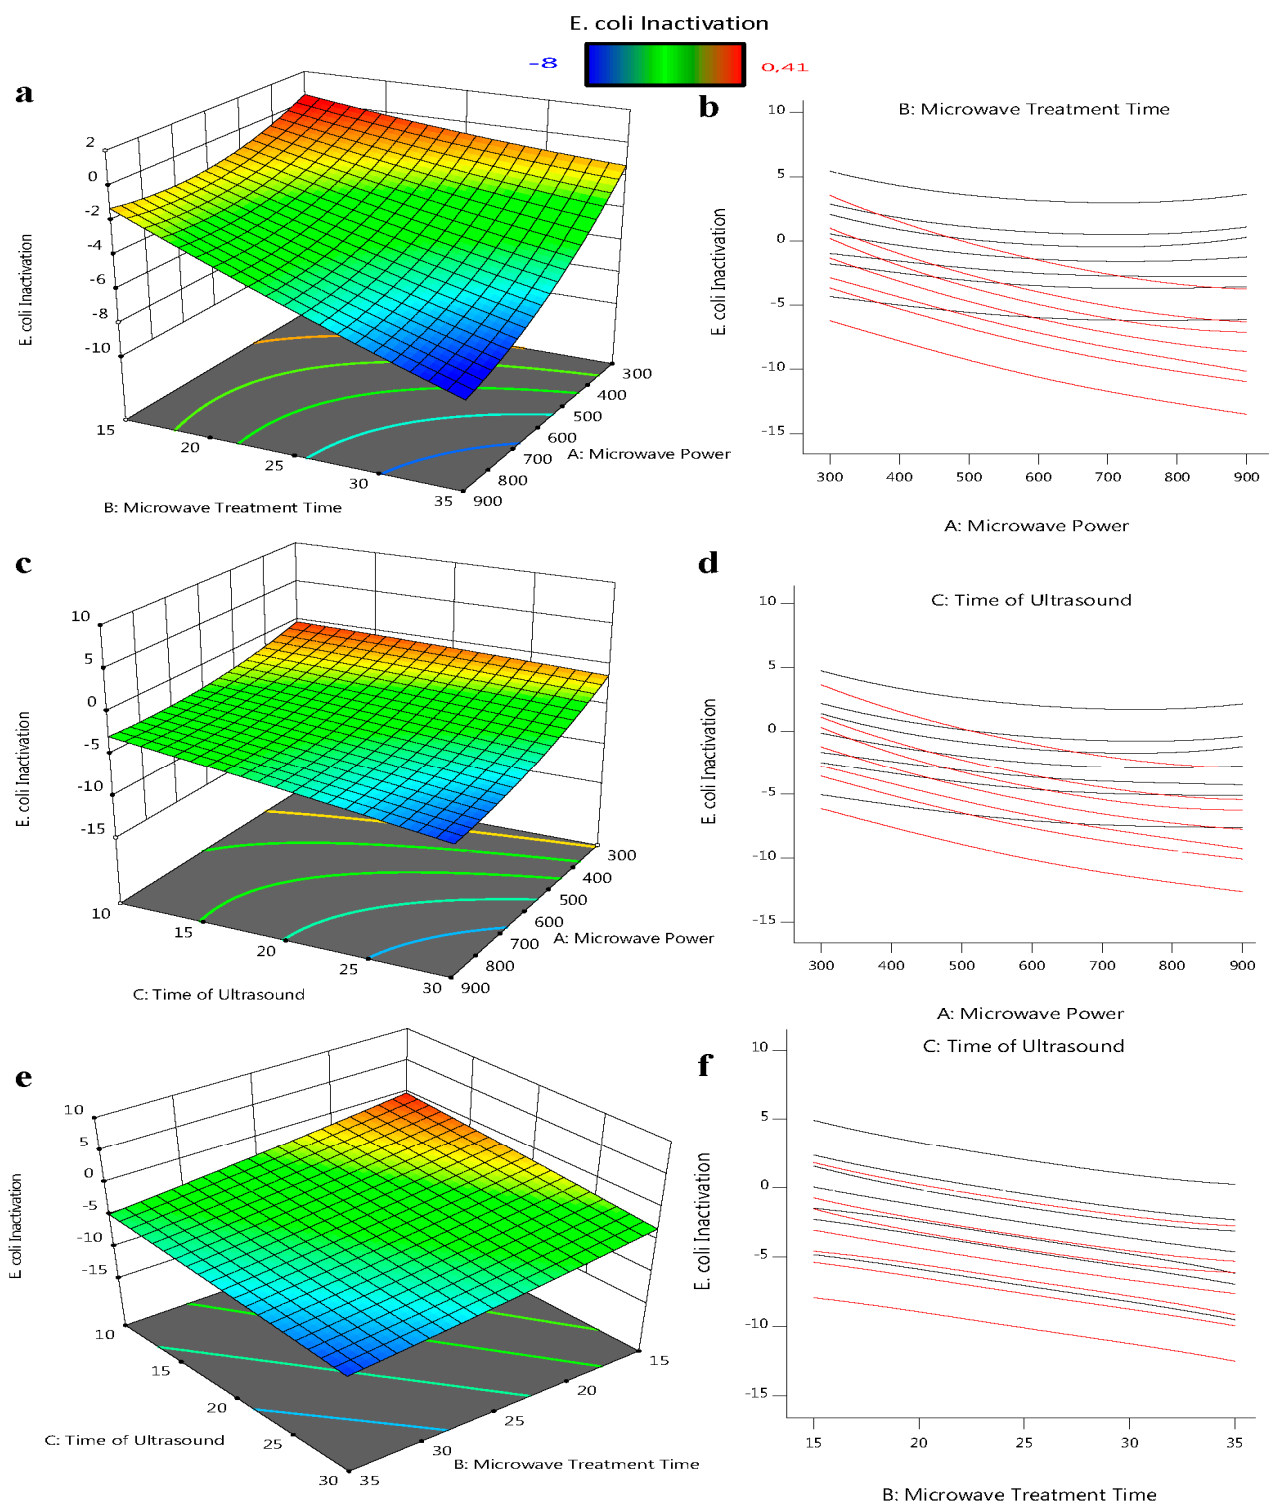 E. coli Inactivation
-8
0,41
a
2
0
-2
-4
-6
-8
-10
E. coli Inactivation
15
20
25
30
35
B: Microwave Treatment Time
300
400
500
600
700
800
900
A: Microwave Power
b
B: Microwave Treatment Time
10
5
0
-5
-10
-15
E. coli Inactivation
300 400 500 600 700 800 900
A: Microwave Power
c
10
5
0
-5
-10
-15
E. coli Inactivation
10
15
20
25
30
C: Time of Ultrasound
300
400
500
600
700
800
900
A: Microwave Power
d
C: Time of Ultrasound
10
5
0
-5
-10
-15
E. coli Inactivation
300 400 500 600 700 800 900
A: Microwave Power
e
10
5
0
-5
-10
-15
E. coli Inactivation
10
15
20
25
30
C: Time of Ultrasound
15
20
25
30
35
B: Microwave Treatment Time
f
C: Time of Ultrasound
10
5
0
-5
-10
-15
E. coli Inactivation
15 20 25 30 35
B: Microwave Treatment Time